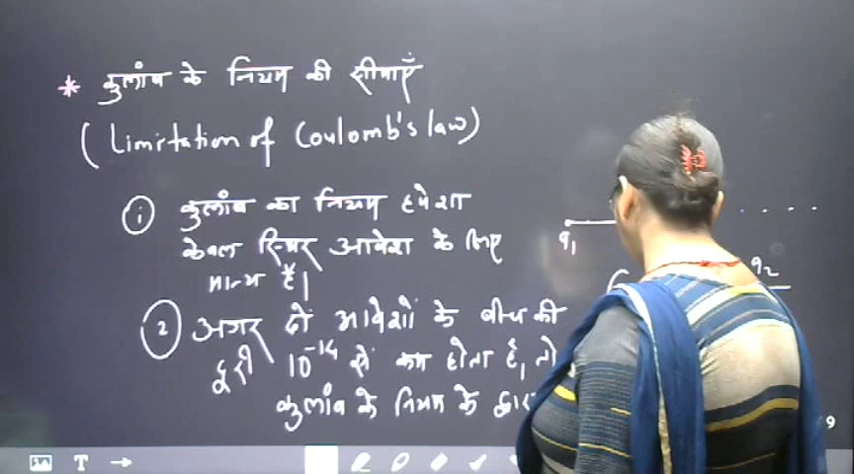 * कुलांब के नियम की सीमाएँ
(Limitation of Coulomb's law)
① कुलांब का नियम हमेशा
केवल स्थिर आवेश के लिए
मान्य है।
② अगर दो आवेशों के बीच की
दूरी 10⁻¹⁴ से कम होता है, तो
कुलांब के नियम के
q₁
q₂
9
T